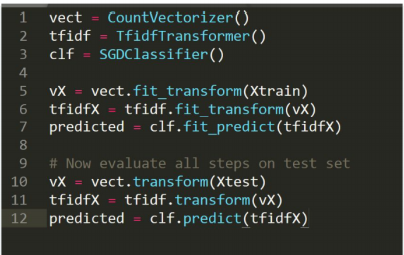 1 vect = CountVectorizer()
2 tfidf = TfidfTransformer()
3 clf = SGDClassifier()
4
5 vX = vect.fit_transform(Xtrain)
6 tfidfX = tfidf.fit_transform(vX)
7 predicted = clf.fit_predict(tfidfX)
8
9 # Now evaluate all steps on test set
10 vX = vect.transform(Xtest)
11 tfidfX = tfidf.transform(vX)
12 predicted = clf.predict(tfidfX)